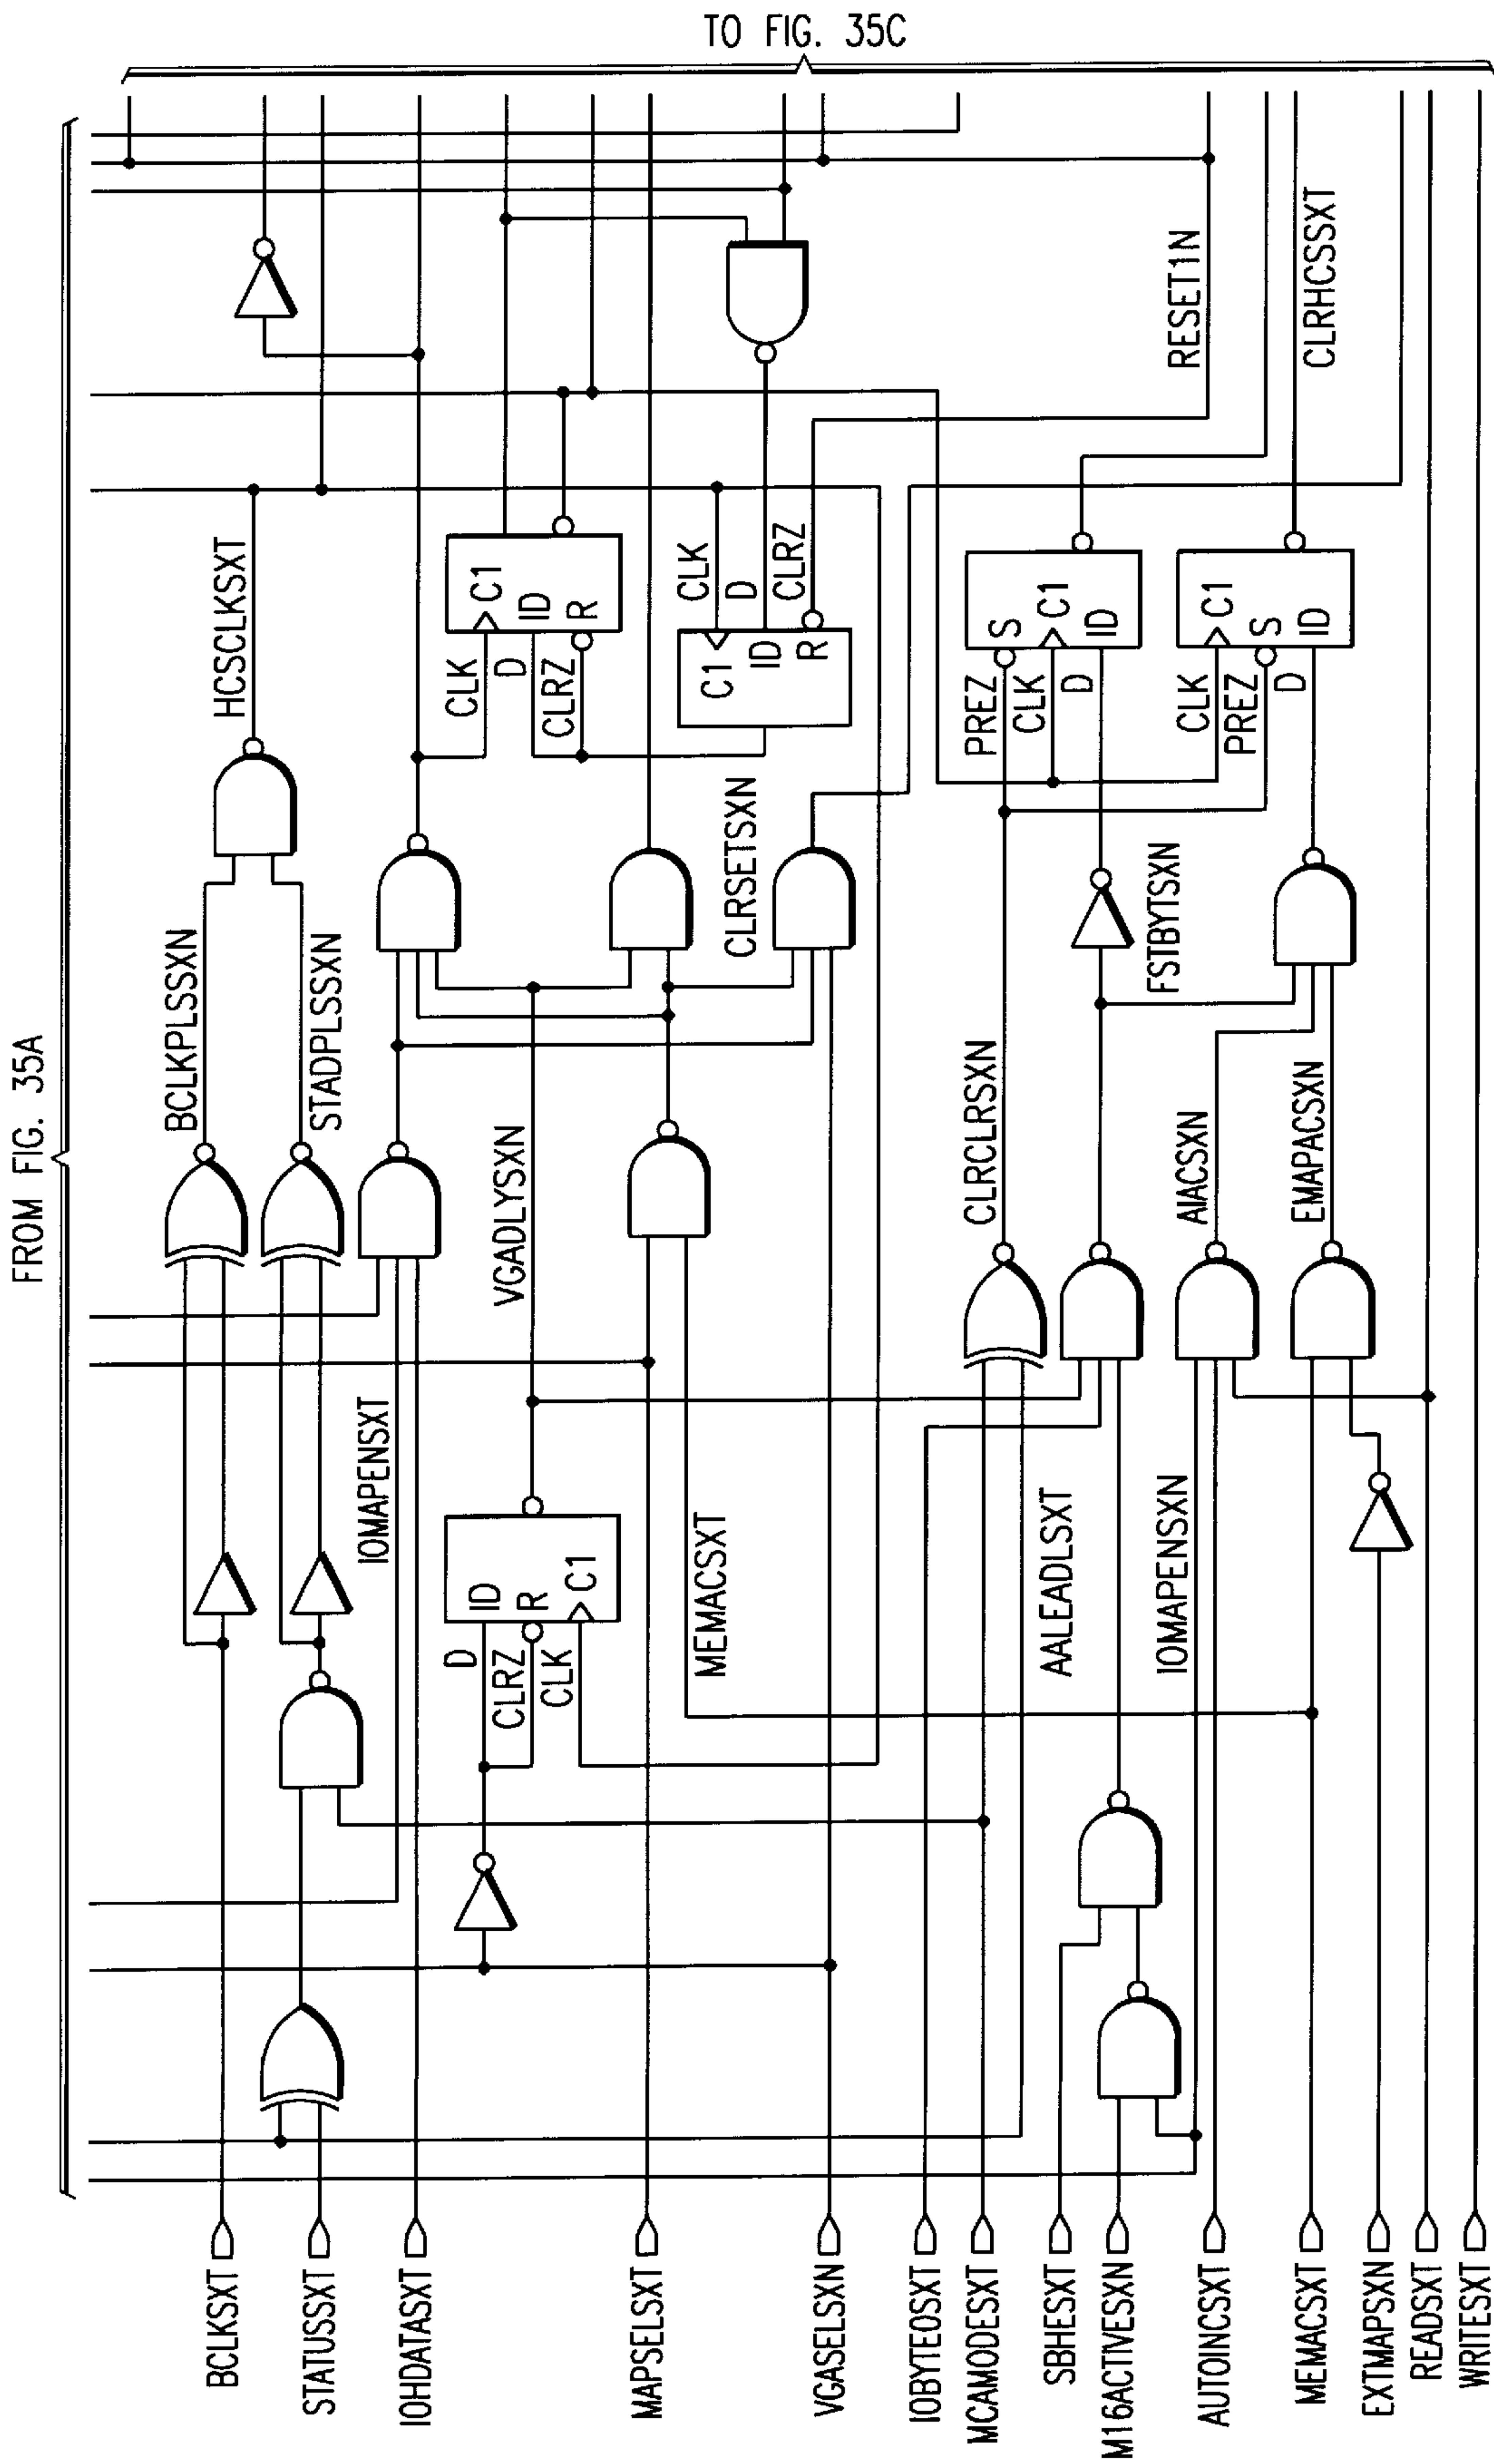 TO FIG. 35C
FROM FIG. 35A
HCSCLKSXT
BCLKPLSSXN
STADPLSSXN
IOMAPENSXT
CLK
D
CLRZ
C1
ID
R
CLK
D
CLRZ
C1
ID
R
VGADLYSXN
CLRSETSXN
D
CLRZ
CLK
ID
R
C1
MEMACSXT
RESET1N
CLRHCSSXT
PREZ
CLK
D
S
C1
ID
CLK
PREZ
D
C1
S
ID
FSTBYTSXN
CLRCLRSXN
AIACSXN
EMAPACSXN
AALEADLSXT
IOMAPENSXN
BCLKSXT
STATUSSXT
IOHDATASXT
MAPSELSXT
VGASELSXN
IOBYTEOSXT
MCAMODESXT
SBHESXT
M16ACTIVESXN
AUTOINCSXT
MEMACSXT
EXTMAPSXN
READSXT
WRITESXT